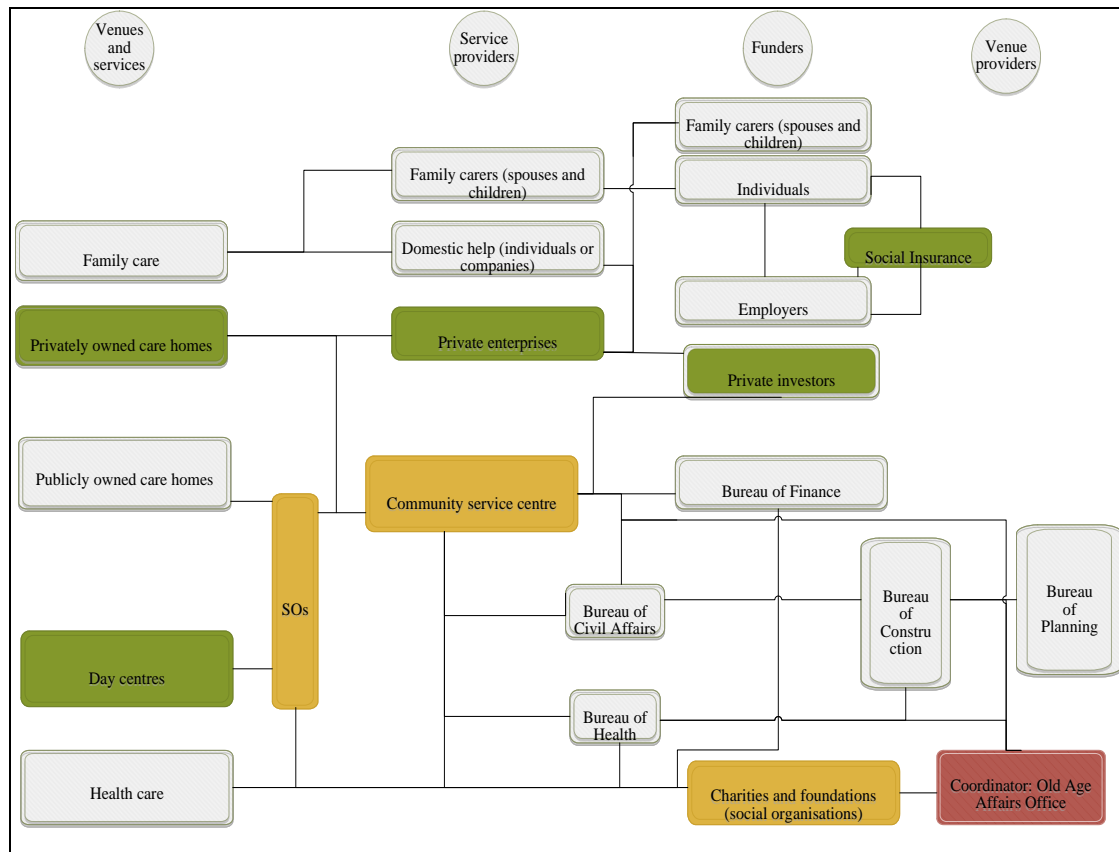 Venues
and
services
Service
providers
Funders
Venue
providers
Family carers (spouses and
children)
Family carers (spouses and
children)
Individuals
Family care
Domestic help (individuals or
companies)
Social Insurance
Employers
Privately owned care homes
Private enterprises
Private investors
Publicly owned care homes
Community service centre
Bureau of Finance
SOs
Bureau of
Civil Affairs
Bureau
of
Constru
ction
Bureau
of
Planning
Day centres
Bureau of
Health
Health care
Charities and foundations
(social organisations)
Coordinator: Old Age
Affairs Office